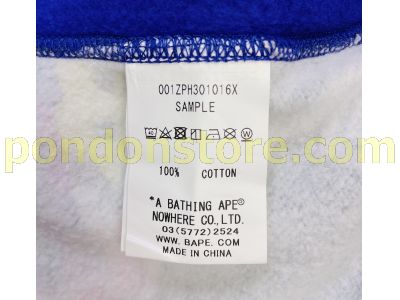 001ZPH301016X
SAMPLE
pondonstore.com
100% COTTON
"A BATHING APE®
NOWHERE CO.,LTD.
03(5772)2524
WWW.BAPE.COM
MADE IN CHINA